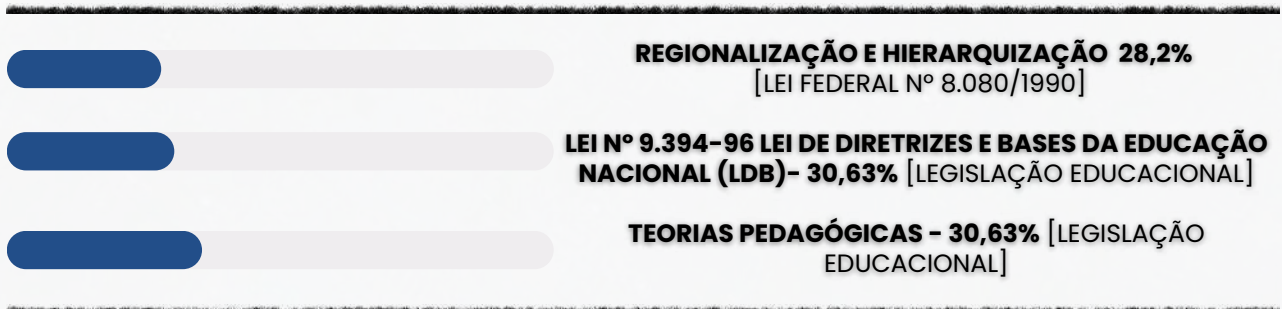 REGIONALIZAÇÃO E HIERARQUIZAÇÃO 28,2%
[LEI FEDERAL Nº 8.080/1990]
LEI Nº 9.394-96 LEI DE DIRETRIZES E BASES DA EDUCAÇÃO
NACIONAL (LDB)- 30,63% [LEGISLAÇÃO EDUCACIONAL]
TEORIAS PEDAGÓGICAS - 30,63% [LEGISLAÇÃO
EDUCACIONAL]